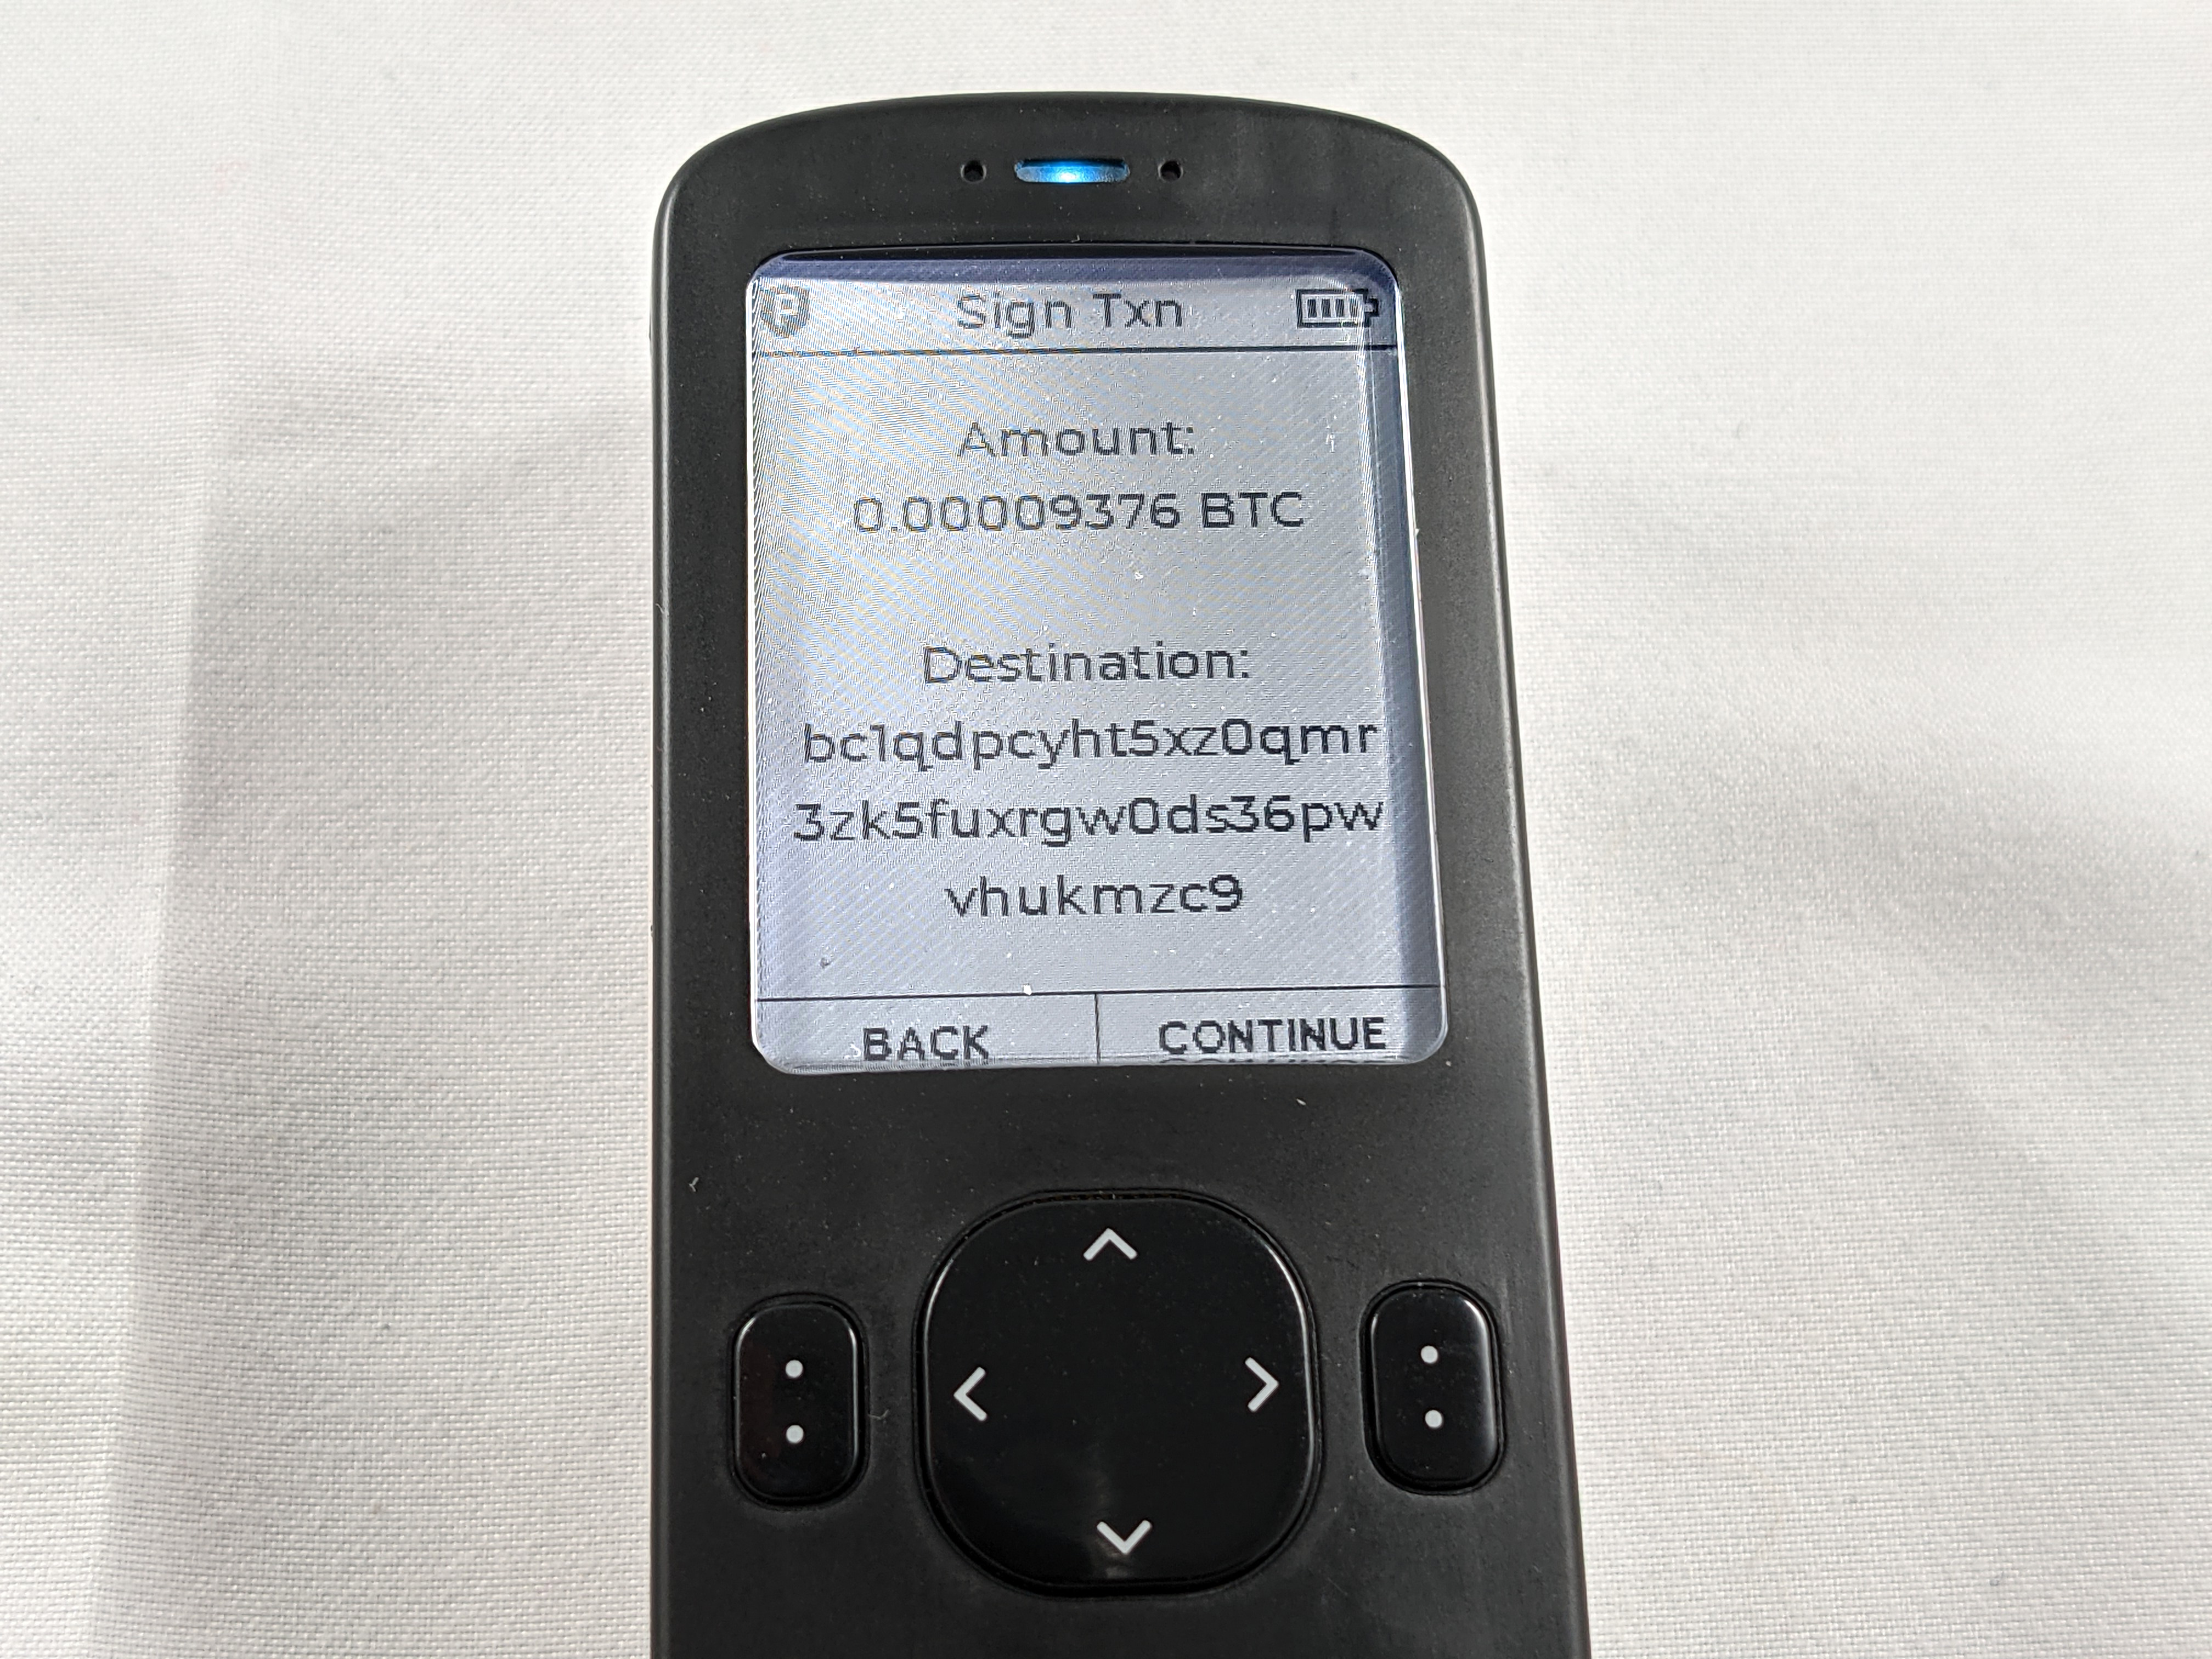 P Sign Txn
Amount:
0.00009376 BTC
Destination:
bc1qdpcyht5xz0qmr
3zk5fuxrgw0ds36pw
vhukmzc9
BACK CONTINUE